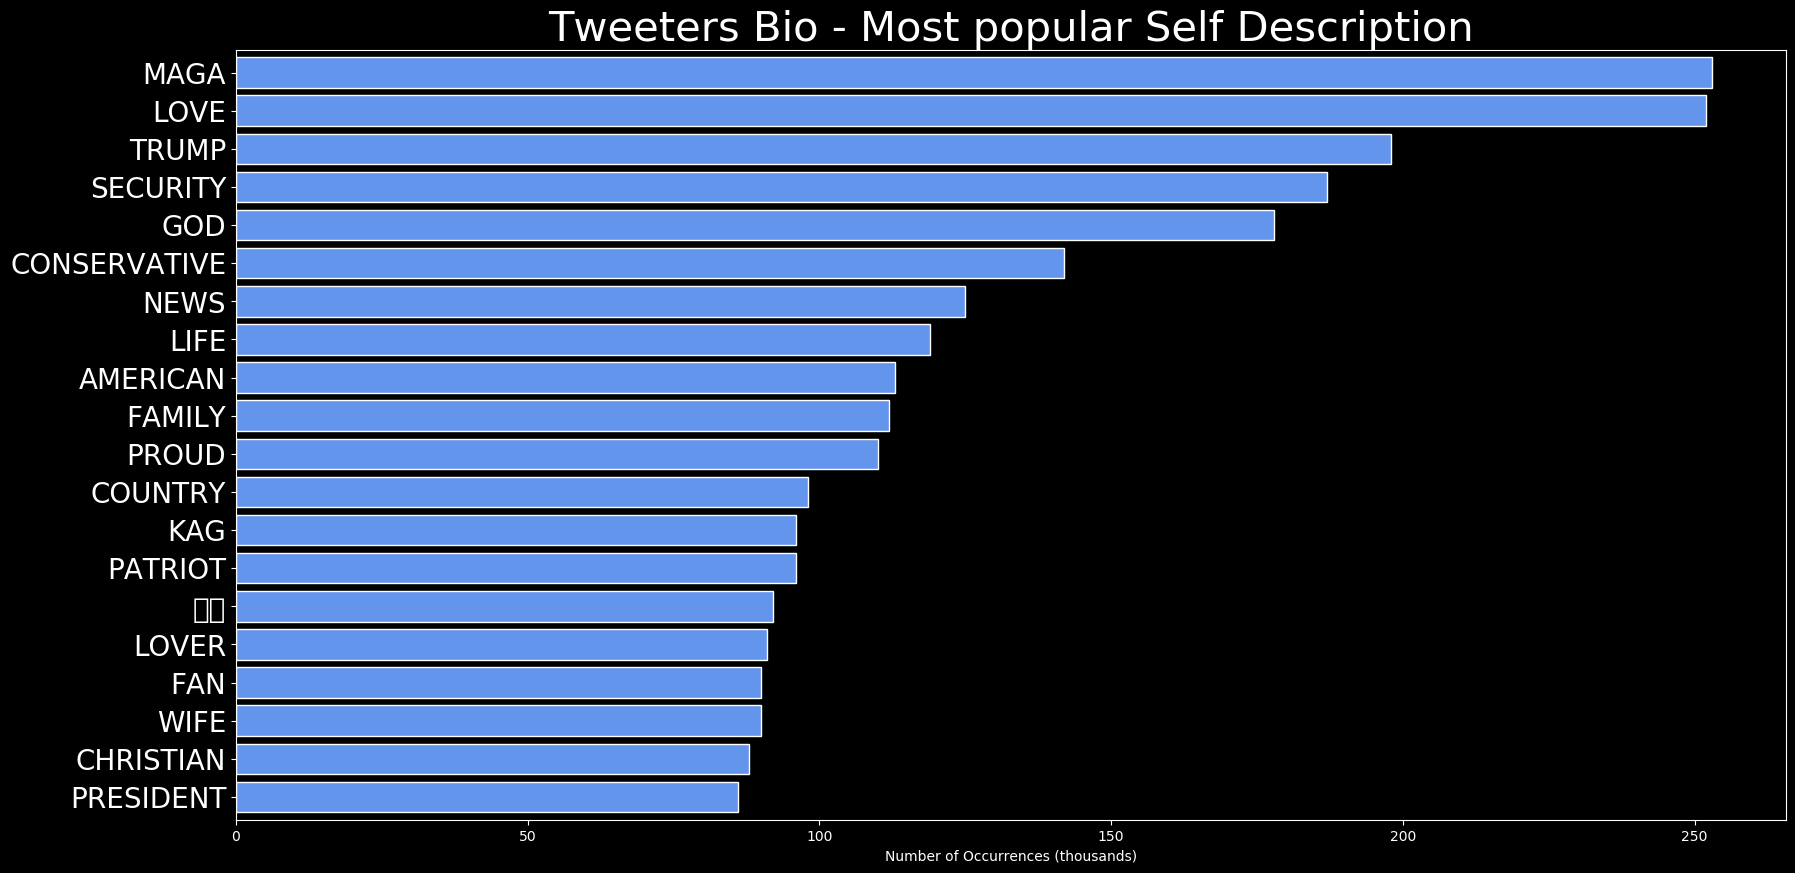 Tweeters Bio - Most popular Self Description
MAGA
LOVE
TRUMP
SECURITY
GOD
CONSERVATIVE
NEWS
LIFE
AMERICAN
FAMILY
PROUD
COUNTRY
KAG
PATRIOT
LOVER
FAN
WIFE
CHRISTIAN
PRESIDENT
0 50 100 150 200 250
Number of Occurrences (thousands)